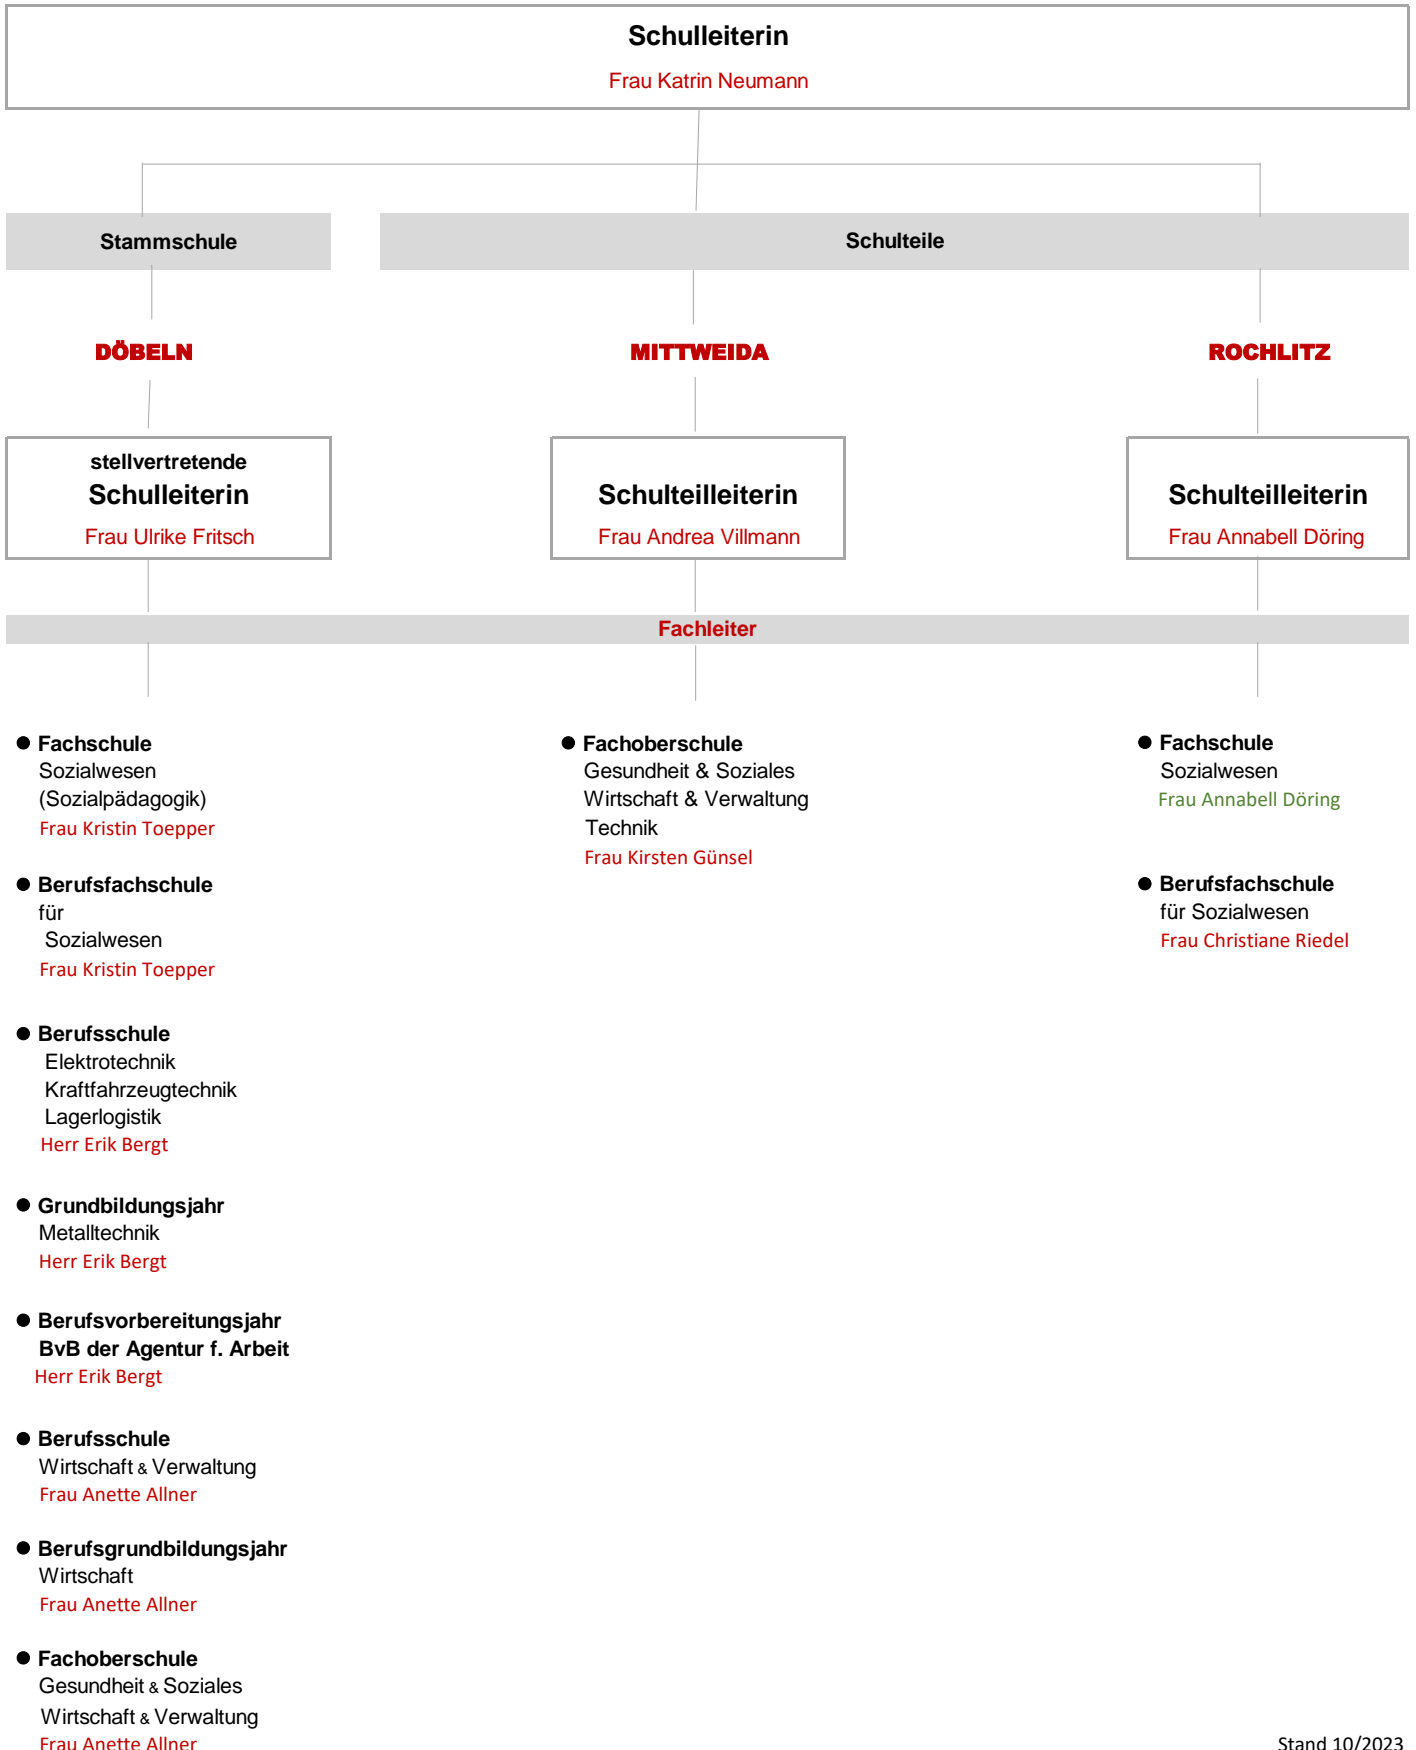 Schulleiterin
Frau Katrin Neumann
Stammschule
Schulteile
DÖBELN
MITTWEIDA
ROCHLITZ
stellvertretende
Schulleiterin
Frau Ulrike Fritsch
Schulteilleiterin
Frau Andrea Villmann
Schulteilleiterin
Frau Annabell Döring
Fachleiter
● Fachschule
Sozialwesen
(Sozialpädagogik)
Frau Kristin Toepper
● Berufsfachschule
für
Sozialwesen
Frau Kristin Toepper
● Berufsschule
Elektrotechnik
Kraftfahrzeugtechnik
Lagerlogistik
Herr Erik Bergt
● Grundbildungsjahr
Metalltechnik
Herr Erik Bergt
● Berufsvorbereitungsjahr
BvB der Agentur f. Arbeit
Herr Erik Bergt
● Berufsschule
Wirtschaft & Verwaltung
Frau Anette Allner
● Berufsgrundbildungsjahr
Wirtschaft
Frau Anette Allner
● Fachoberschule
Gesundheit & Soziales
Wirtschaft & Verwaltung
Frau Anette Allner
● Fachoberschule
Gesundheit & Soziales
Wirtschaft & Verwaltung
Technik
Frau Kirsten Günsel
● Fachschule
Sozialwesen
Frau Annabell Döring
● Berufsfachschule
für Sozialwesen
Frau Christiane Riedel
Stand 10/2023